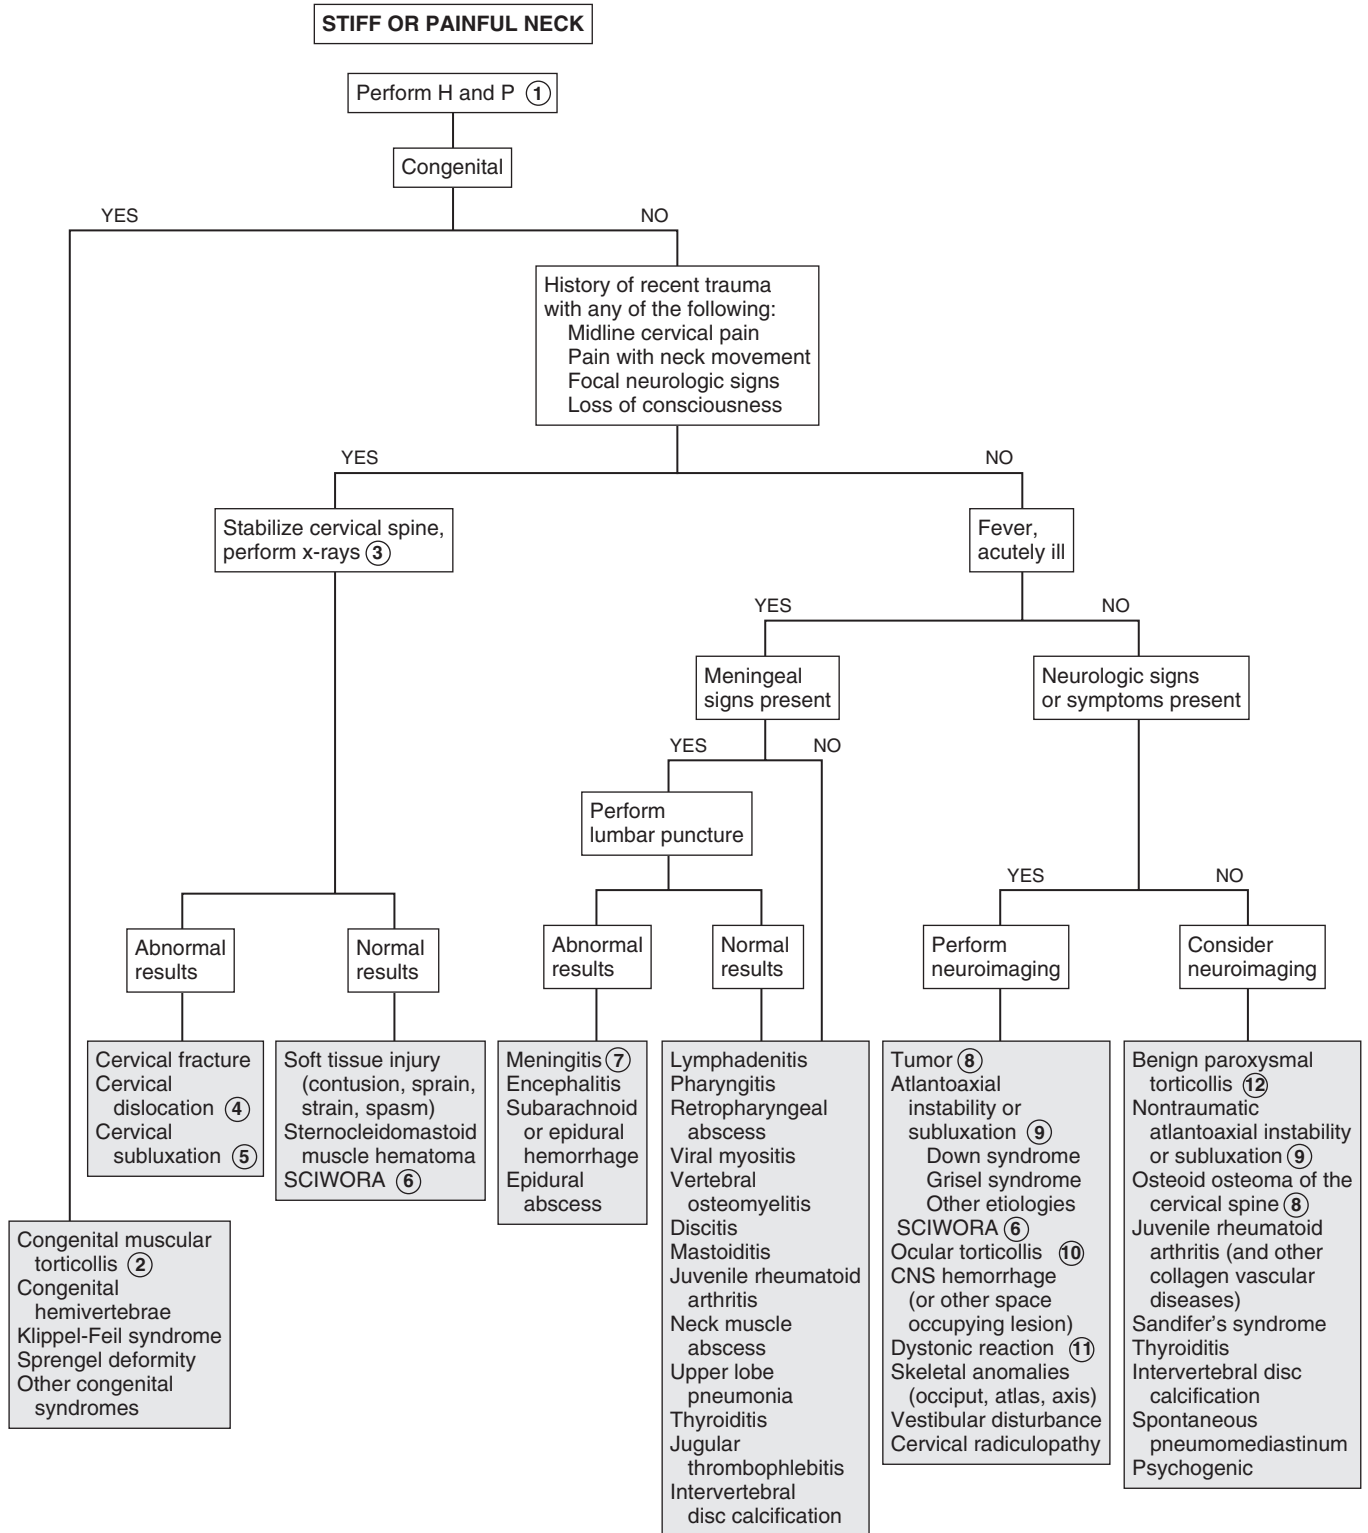 STIFF OR PAINFUL NECK
Perform H and P 1
Congenital
YES
NO
History of recent trauma
with any of the following:
Midline cervical pain
Pain with neck movement
Focal neurologic signs
Loss of consciousness
YES
NO
Stabilize cervical spine,
perform x-rays 3
Fever,
acutely ill
YES
NO
Meningeal
signs present
Neurologic signs
or symptoms present
YES
NO
Perform
lumbar puncture
YES
NO
Abnormal
results
Normal
results
Abnormal
results
Normal
results
Perform
neuroimaging
Consider
neuroimaging
Cervical fracture
Cervical
dislocation 4
Cervical
subluxation 5
Soft tissue injury
(contusion, sprain,
strain, spasm)
Sternocleidomastoid
muscle hematoma
SCIWORA 6
Meningitis 7
Encephalitis
Subarachnoid
or epidural
hemorrhage
Epidural
abscess
Lymphadenitis
Pharyngitis
Retropharyngeal
abscess
Viral myositis
Vertebral
osteomyelitis
Discitis
Mastoiditis
Juvenile rheumatoid
arthritis
Neck muscle
abscess
Upper lobe
pneumonia
Thyroiditis
Jugular
thrombophlebitis
Intervertebral
disc calcification
Tumor 8
Atlantoaxial
instability or
subluxation 9
Down syndrome
Grisel syndrome
Other etiologies
SCIWORA 6
Ocular torticollis 10
CNS hemorrhage
(or other space
occupying lesion)
Dystonic reaction 11
Skeletal anomalies
(occiput, atlas, axis)
Vestibular disturbance
Cervical radiculopathy
Benign paroxysmal
torticollis 12
Nontraumatic
atlantoaxial instability
or subluxation 9
Osteoid osteoma of the
cervical spine 8
Juvenile rheumatoid
arthritis (and other
collagen vascular
diseases)
Sandifer's syndrome
Thyroiditis
Intervertebral disc
calcification
Spontaneous
pneumomediastinum
Psychogenic
Congenital muscular
torticollis 2
Congenital
hemivertebrae
Klippel-Feil syndrome
Sprengel deformity
Other congenital
syndromes